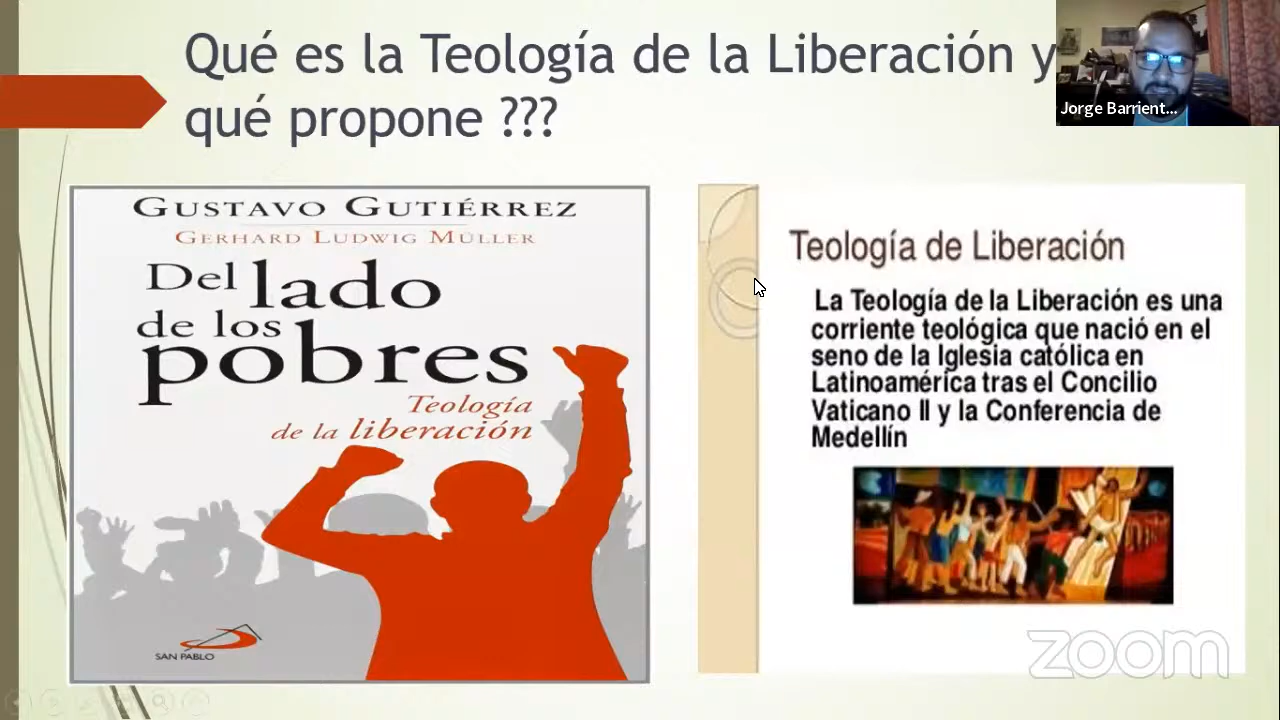 Qué es la Teología de la Liberación y
qué propone ???
Jorge Barrient...
GUSTAVO GUTIÉRREZ
GERHARD LUDWIG MÜLLER
Del lado
de los
pobres
Teología
de la liberación
SAN PABLO
Teología de Liberación
La Teología de la Liberación es una
corriente teológica que nació en el
seno de la Iglesia católica en
Latinoamérica tras el Concilio
Vaticano II y la Conferencia de
Medellín
zoom